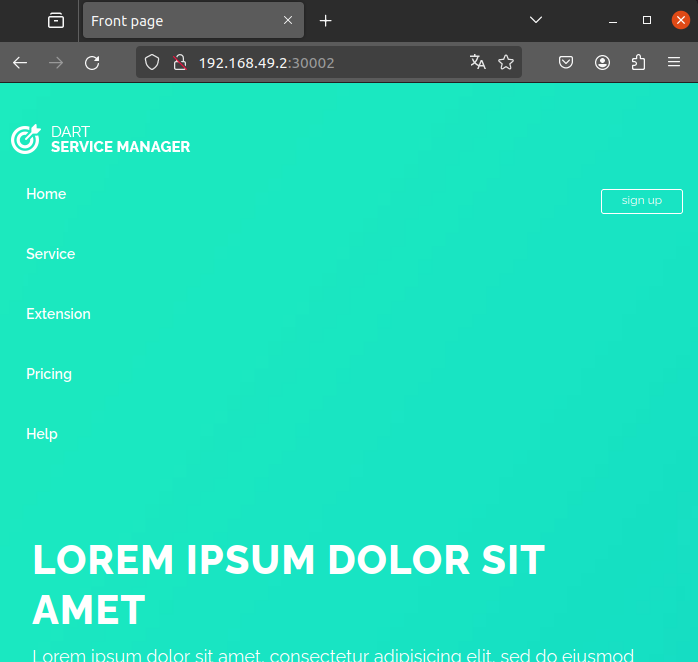 Front page
192.168.49.2:30002
DART
SERVICE MANAGER
Home
sign up
Service
Extension
Pricing
Help
LOREM IPSUM DOLOR SIT
AMET
Lorem ipsum dolor sit amet, consectetur adipisicing elit, sed do eiusmod